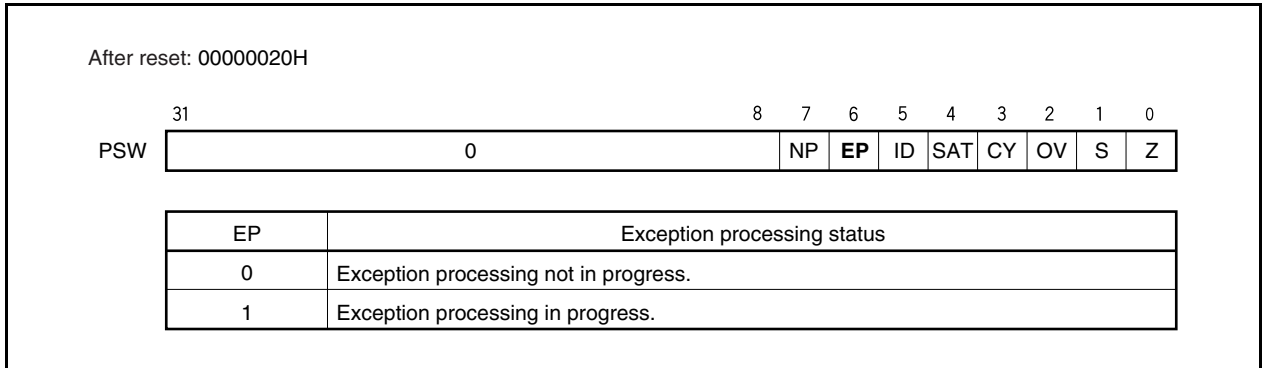 After reset: 00000020H
31 8 7 6 5 4 3 2 1 0
PSW 0 NP EP ID SAT CY OV S Z
EP Exception processing status
0 Exception processing not in progress.
1 Exception processing in progress.